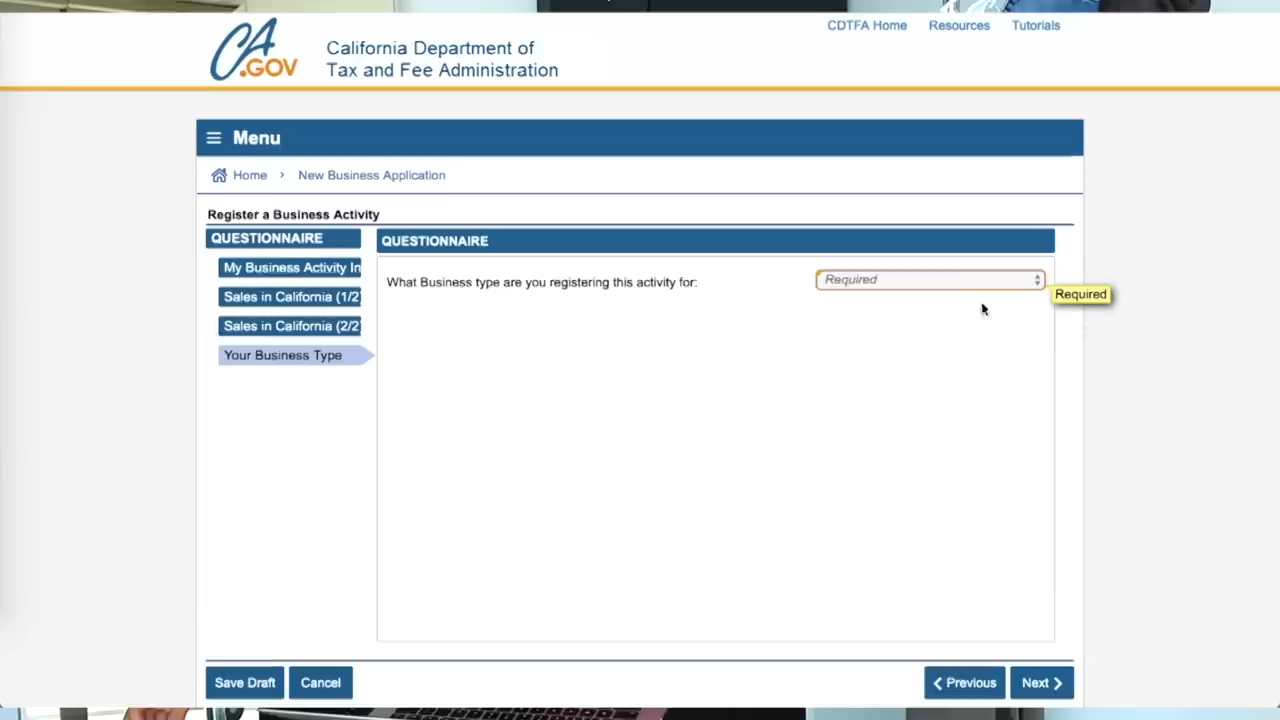 CDTFA Home Resources Tutorials
CA.GOV
California Department of
Tax and Fee Administration
Menu
Home > New Business Application
Register a Business Activity
QUESTIONNAIRE
My Business Activity In
Sales in California (1/2
Sales in California (2/2
Your Business Type
QUESTIONNAIRE
What Business type are you registering this activity for:
Required
Required
Save Draft
Cancel
Previous
Next